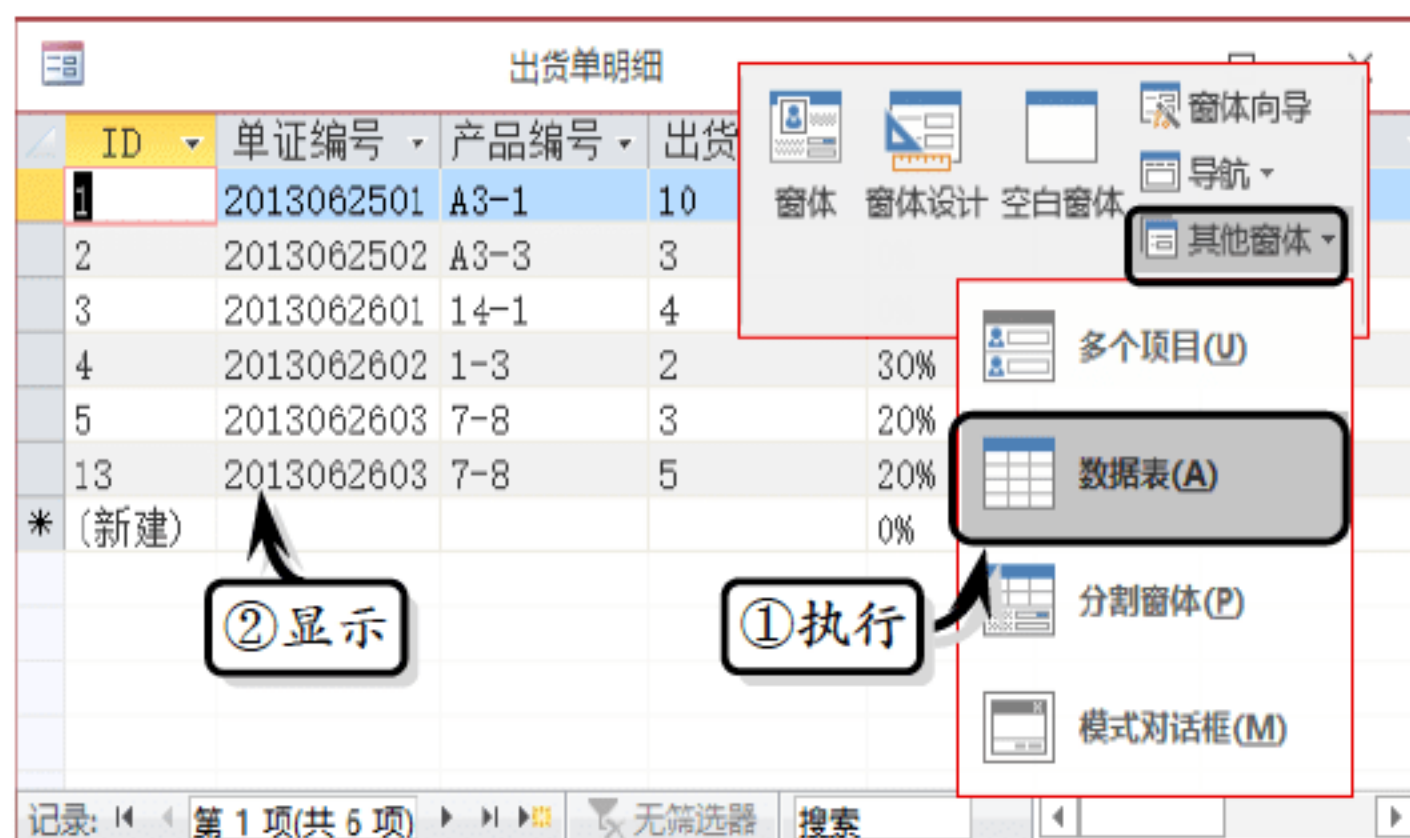 出货单明细
ID 单证编号 产品编号 出货
1 2013062501 A3-1 10
2 2013062502 A3-3 3
3 2013062601 14-1 4
4 2013062602 1-3 2 30%
5 2013062603 7-8 3 20%
13 2013062603 7-8 5 20%
* (新建) 0%
窗体 窗体设计 空白窗体
窗体向导
导航
其他窗体
多个项目(U)
数据表(A)
分割窗体(P)
模式对话框(M)
②显示
①执行
记录: 第 1 项(共 6 项) 无筛选器 搜索